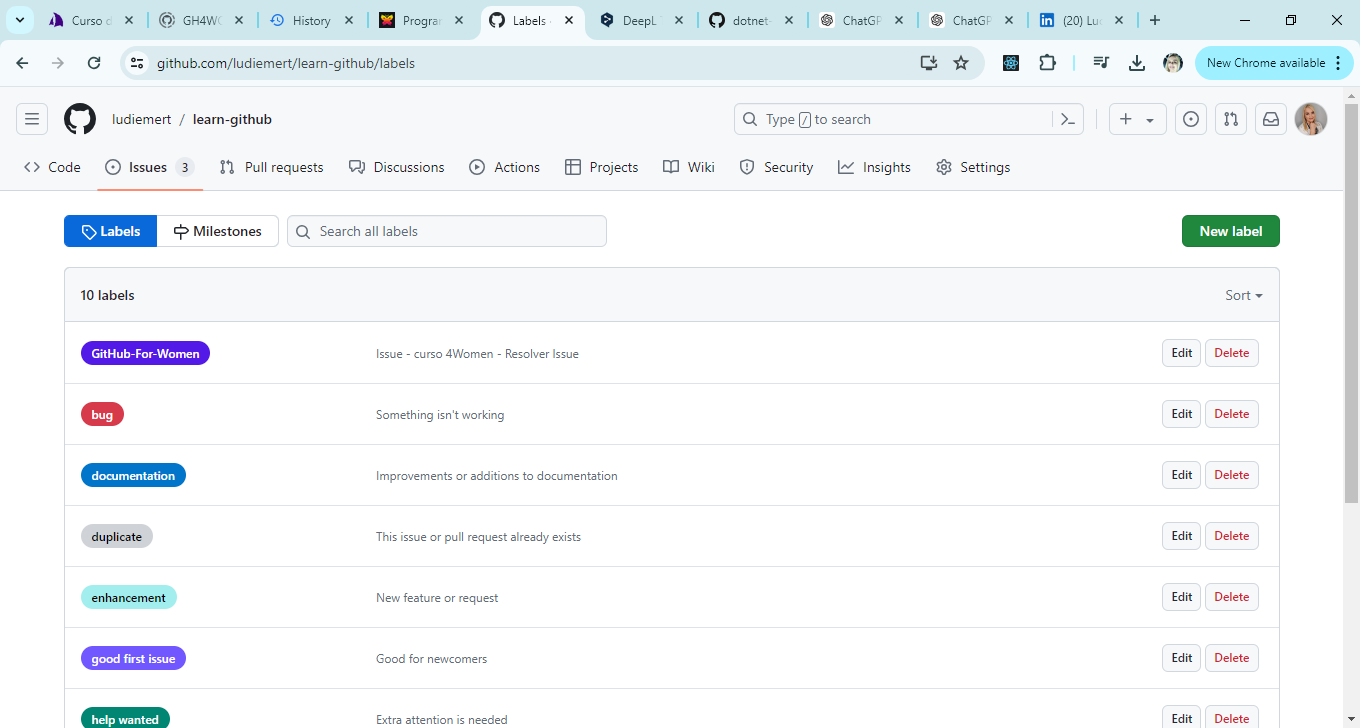 Curso d
GH4WO
History
Program
Labels ·
DeepL T
dotnet-
ChatGP
ChatGP
(20) Luc
github.com/ludiemert/learn-github/labels
New Chrome available
ludiemert / learn-github
Type / to search
Code
Issues 3
Pull requests
Discussions
Actions
Projects
Wiki
Security
Insights
Settings
Labels
Milestones
Search all labels
New label
10 labels
Sort
GitHub-For-Women
Issue - curso 4Women - Resolver Issue
Edit
Delete
bug
Something isn't working
Edit
Delete
documentation
Improvements or additions to documentation
Edit
Delete
duplicate
This issue or pull request already exists
Edit
Delete
enhancement
New feature or request
Edit
Delete
good first issue
Good for newcomers
Edit
Delete
help wanted
Extra attention is needed
Edit
Delete